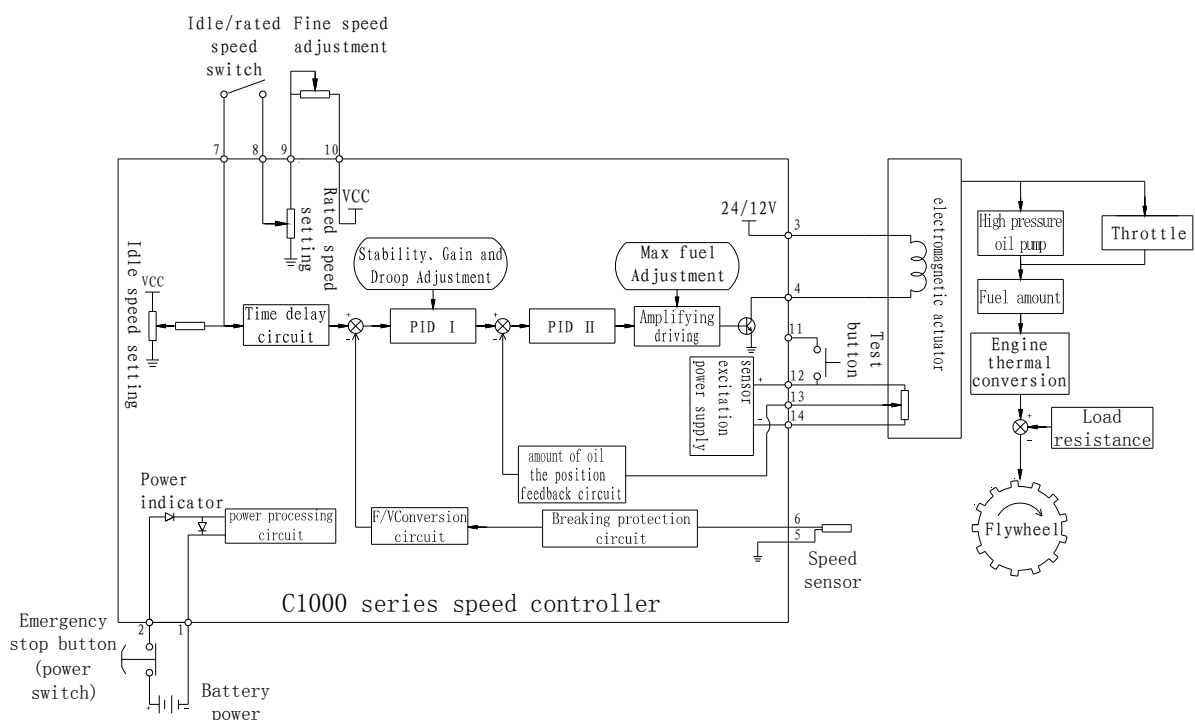 Idle/rated
speed
switch
Fine speed
adjustment
7
8
9
10
Rated speed
setting
VCC
Idle speed setting
VCC
Stability、Gain and
Droop Adjustment
Max fuel
Adjustment
24/12V
3
4
Time delay
circuit
+
-
PID I
+
-
PID II
Amplifying
driving
11
12
13
14
Test
button
sensor
excitation
power supply
+
-
electromagnetic actuator
High pressure
oil pump
Throttle
Fuel amount
Engine
thermal
conversion
+
-
Load
resistance
Flywheel
amount of oil
the position
feedback circuit
Power
indicator
power processing
circuit
F/VConversion
circuit
Breaking protection
circuit
6
5
Speed
sensor
C1000 series speed controller
2
1
Emergency
stop button
(power
switch)
+
-
Battery
power